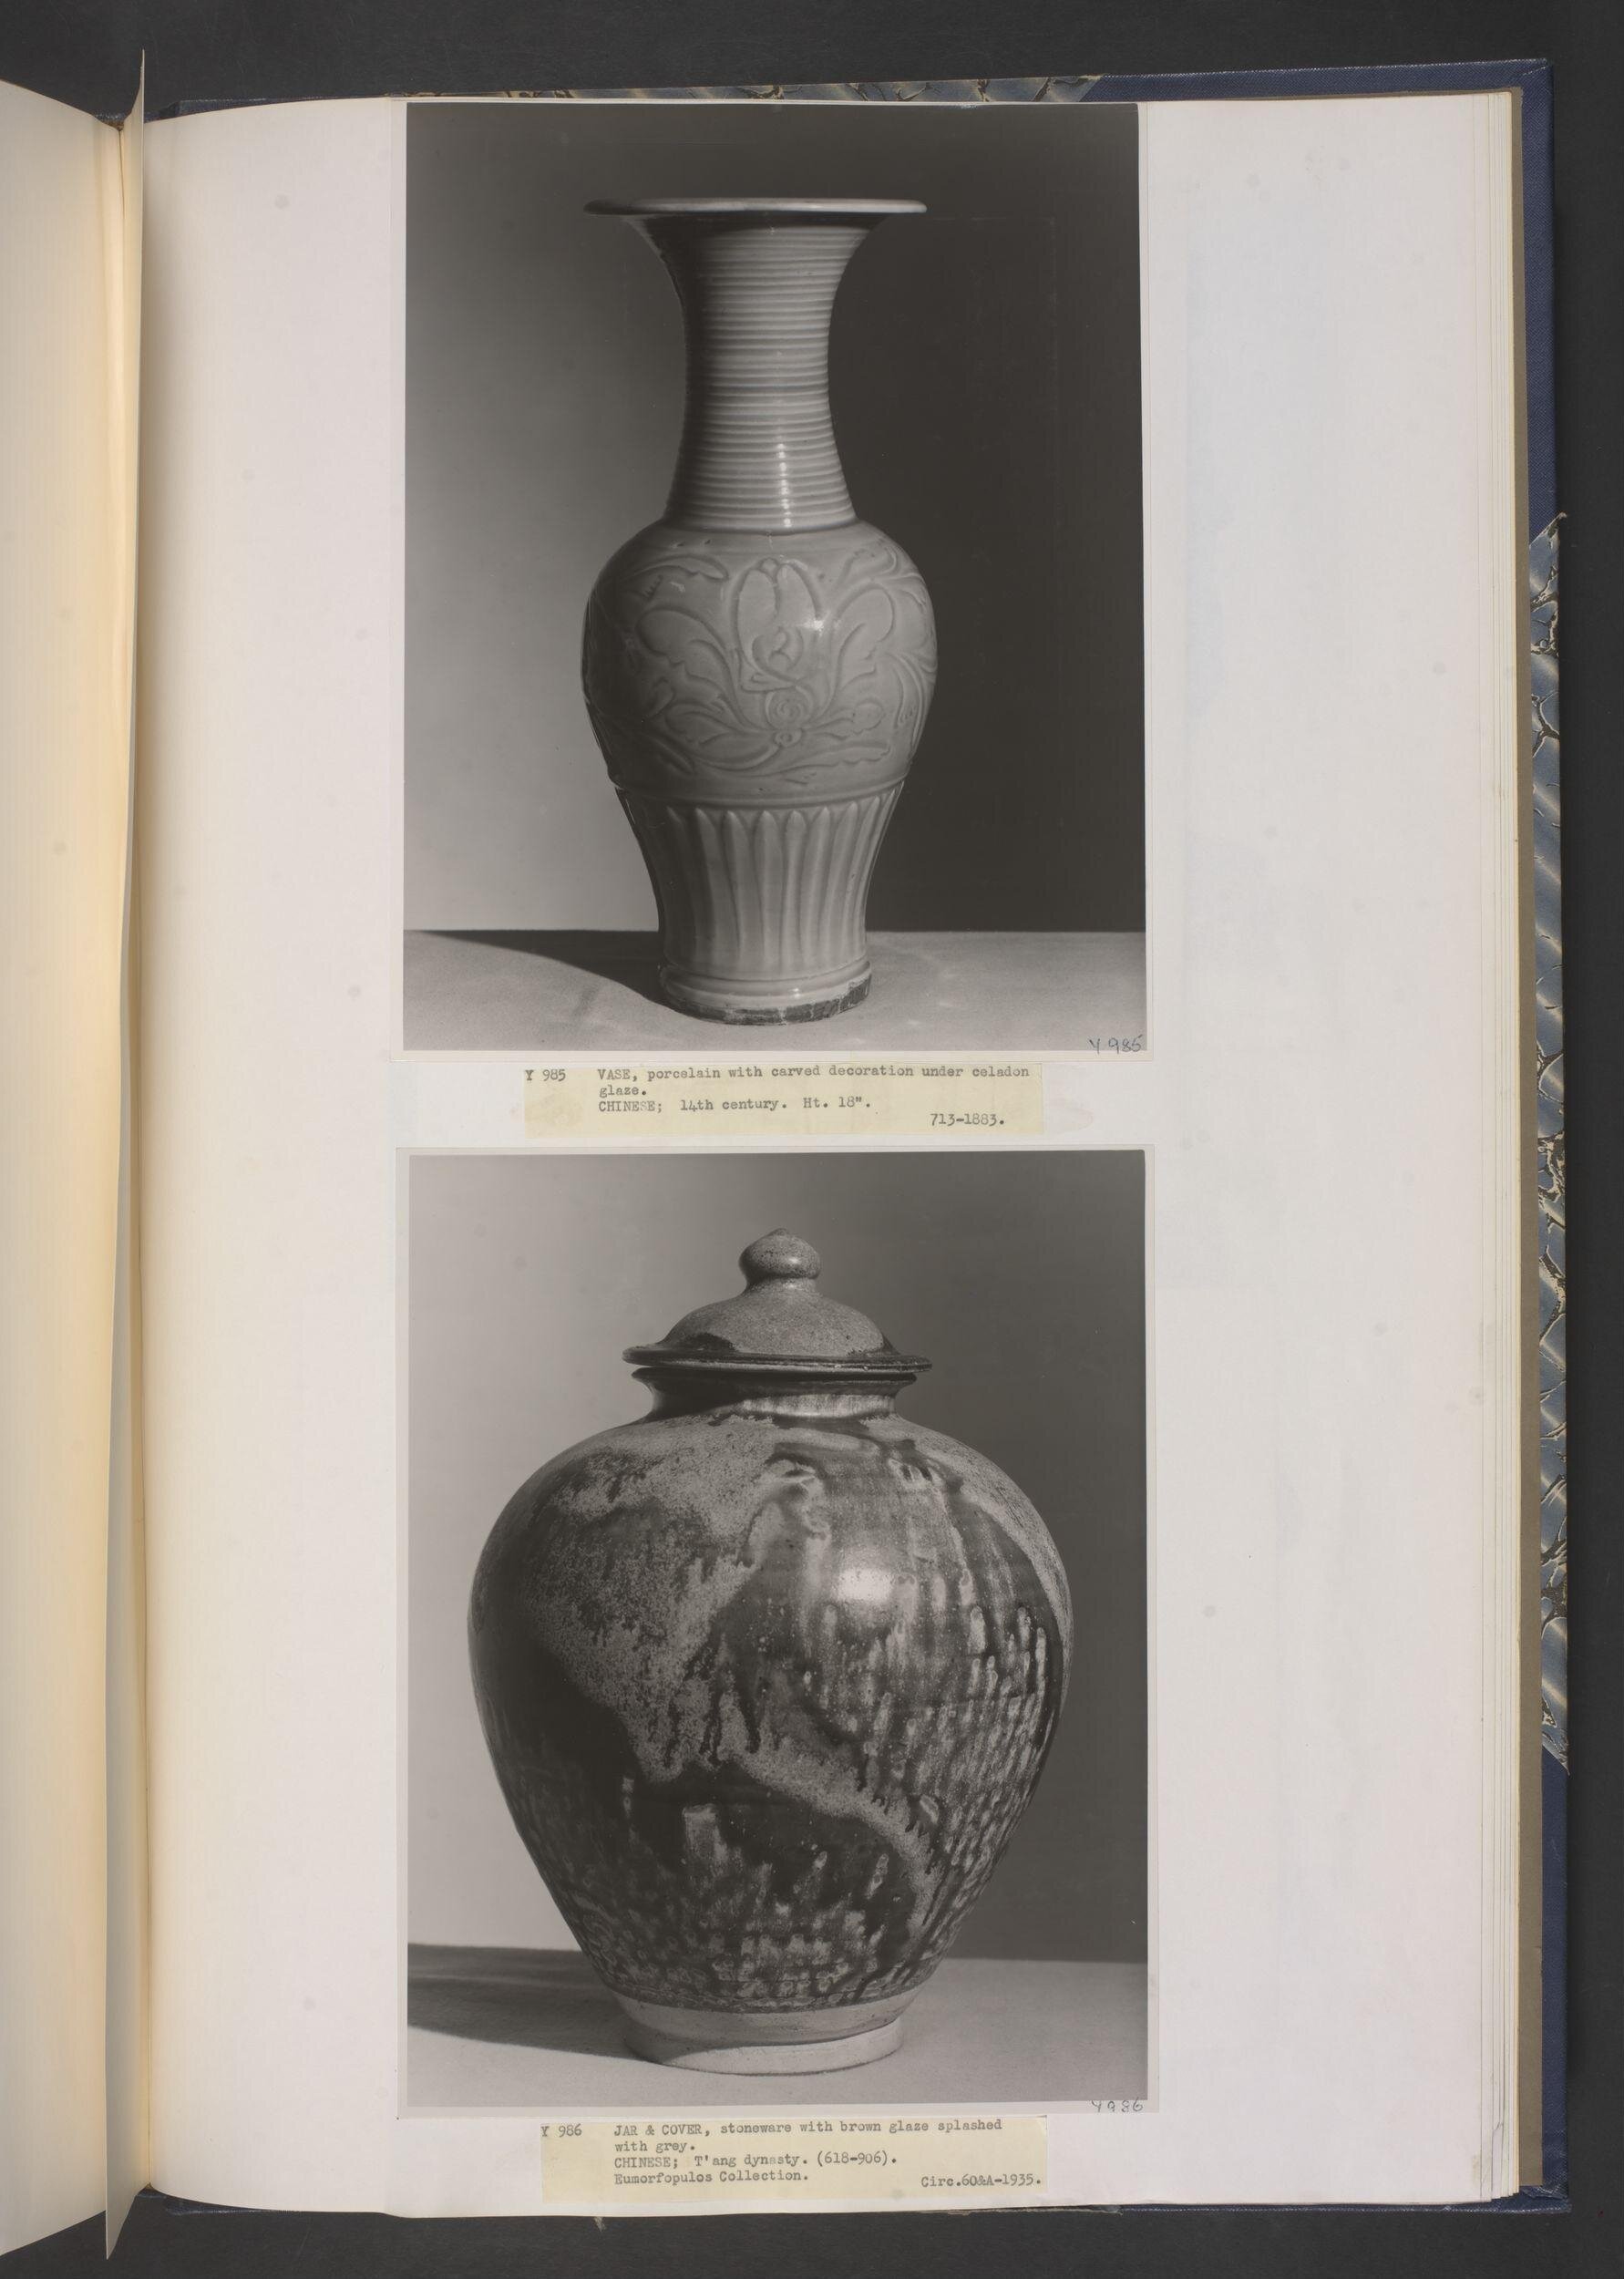 Y 985
Y 985 VASE, porcelain with carved decoration under celadon
glaze.
CHINESE; 14th century. Ht. 18".
713-1883.
Y 986
Y 986 JAR & COVER, stoneware with brown glaze splashed
with grey.
CHINESE; T'ang dynasty. (618-906).
Eumorfopulos Collection. Circ.60&A-1935.